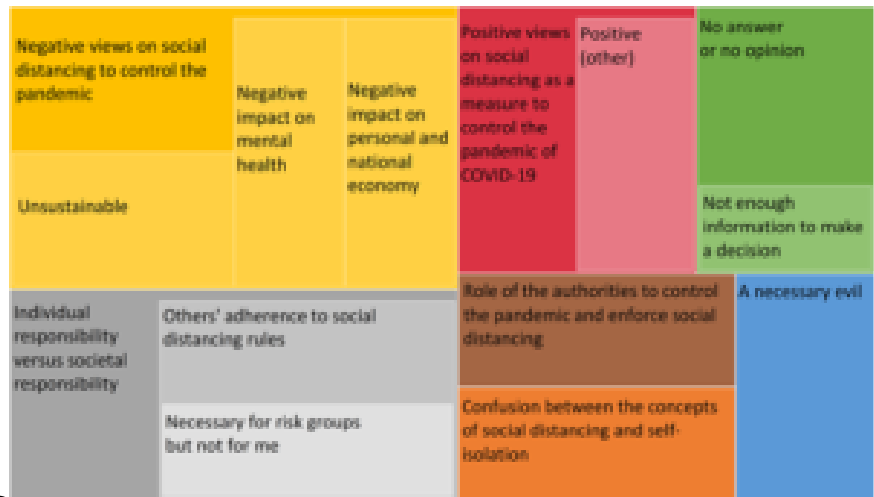 Negative views on social
distancing to control the
pandemic
Unsustainable
Negative
impact on
mental
health
Negative
impact on
personal and
national
economy
Positive views
on social
distancing as a
measure to
control the
pandemic of
COVID-19
Positive
(other)
No answer
or no opinion
Not enough
information to make
a decision
Individual
responsibility
versus societal
responsibility
Others' adherence to social
distancing rules
Necessary for risk groups
but not for me
Role of the authorities to control
the pandemic and enforce social
distancing
Confusion between the concepts
of social distancing and self-
isolation
A necessary evil